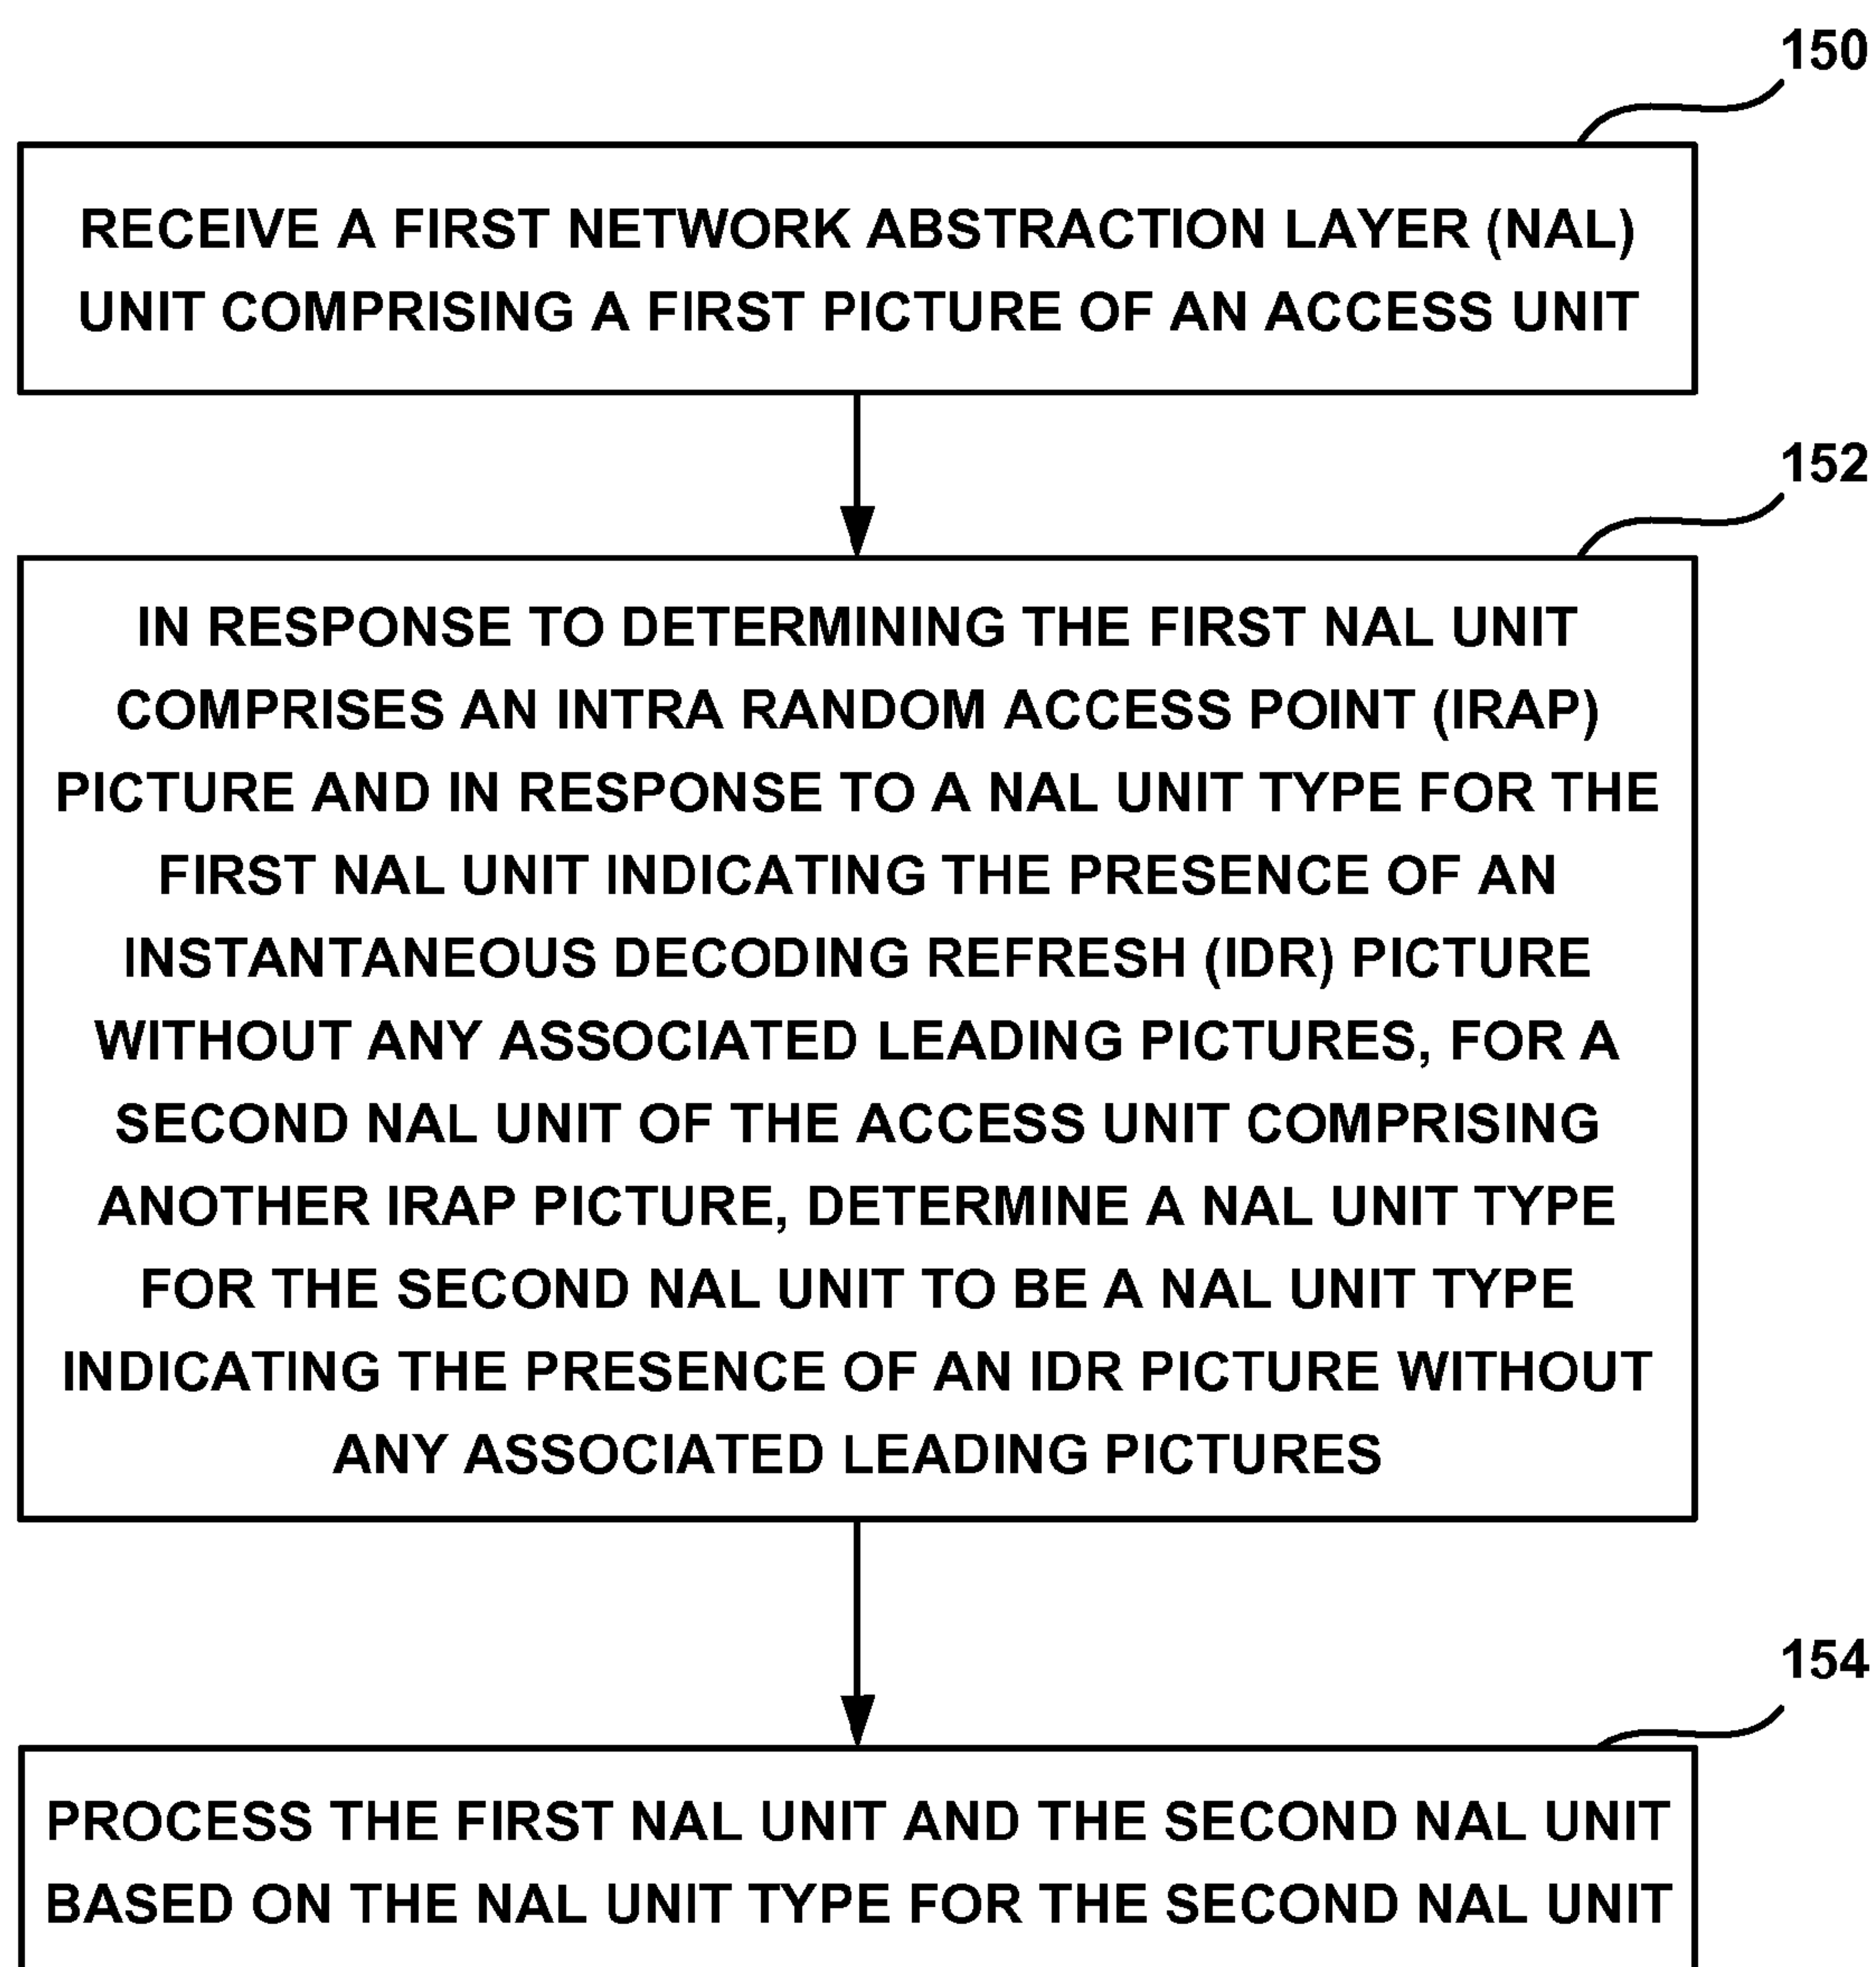 150
RECEIVE A FIRST NETWORK ABSTRACTION LAYER (NAL)
UNIT COMPRISING A FIRST PICTURE OF AN ACCESS UNIT
152
IN RESPONSE TO DETERMINING THE FIRST NAL UNIT
COMPRISES AN INTRA RANDOM ACCESS POINT (IRAP)
PICTURE AND IN RESPONSE TO A NAL UNIT TYPE FOR THE
FIRST NAL UNIT INDICATING THE PRESENCE OF AN
INSTANTANEOUS DECODING REFRESH (IDR) PICTURE
WITHOUT ANY ASSOCIATED LEADING PICTURES, FOR A
SECOND NAL UNIT OF THE ACCESS UNIT COMPRISING
ANOTHER IRAP PICTURE, DETERMINE A NAL UNIT TYPE
FOR THE SECOND NAL UNIT TO BE A NAL UNIT TYPE
INDICATING THE PRESENCE OF AN IDR PICTURE WITHOUT
ANY ASSOCIATED LEADING PICTURES
154
PROCESS THE FIRST NAL UNIT AND THE SECOND NAL UNIT
BASED ON THE NAL UNIT TYPE FOR THE SECOND NAL UNIT